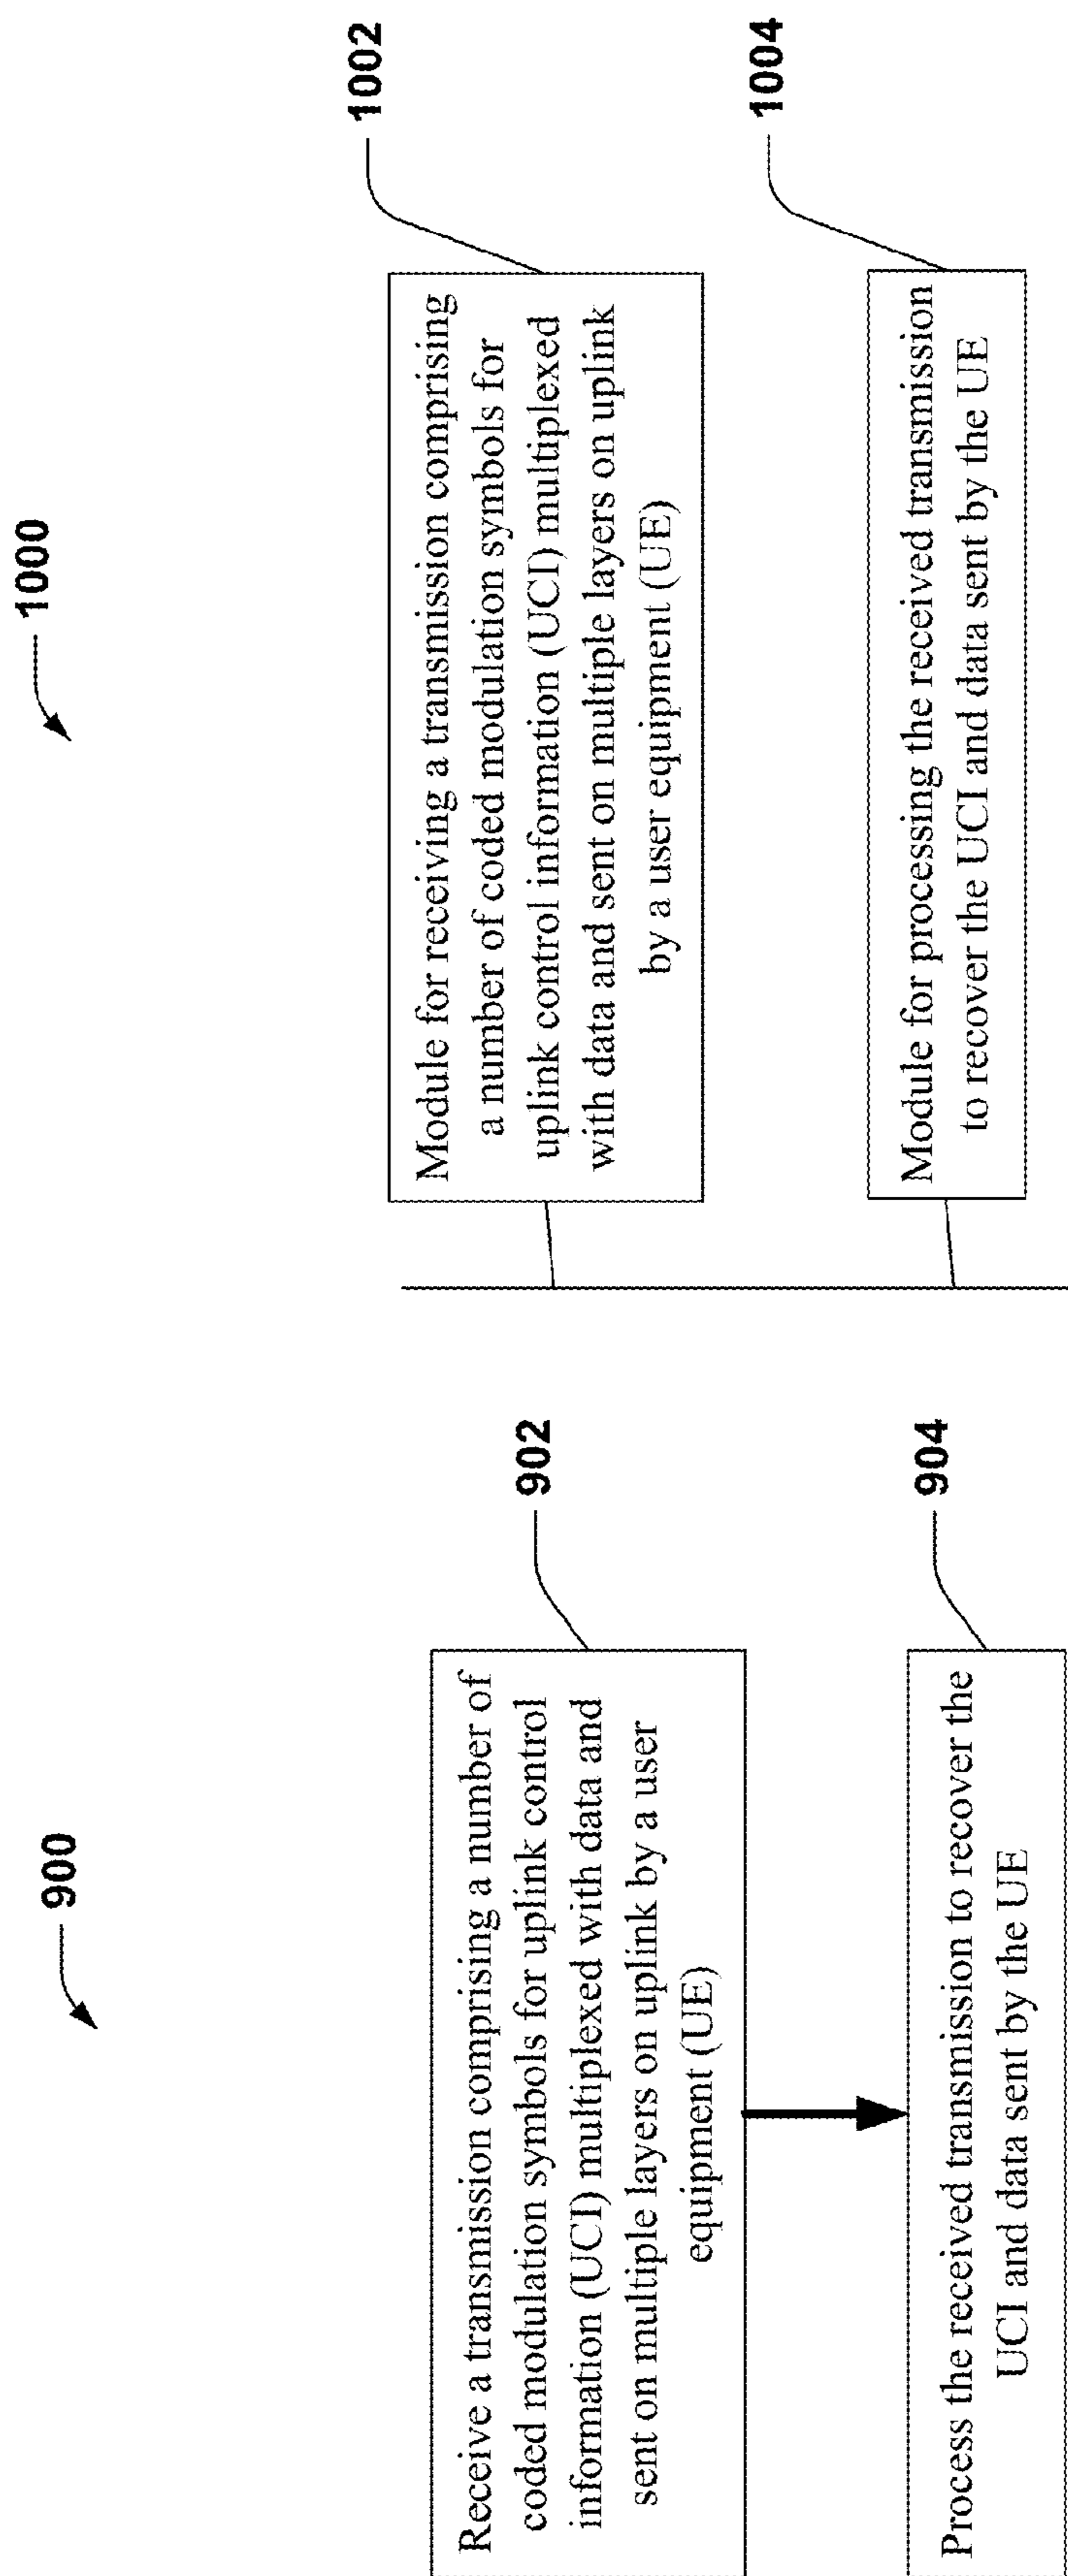 900
902
Receive a transmission comprising a number of
coded modulation symbols for uplink control
information (UCI) multiplexed with data and
sent on multiple layers on uplink by a user
equipment (UE)
904
Process the received transmission to recover the
UCI and data sent by the UE
1000
1002
Module for receiving a transmission comprising
a number of coded modulation symbols for
uplink control information (UCI) multiplexed
with data and sent on multiple layers on uplink
by a user equipment (UE)
1004
Module for processing the received transmission
to recover the UCI and data sent by the UE